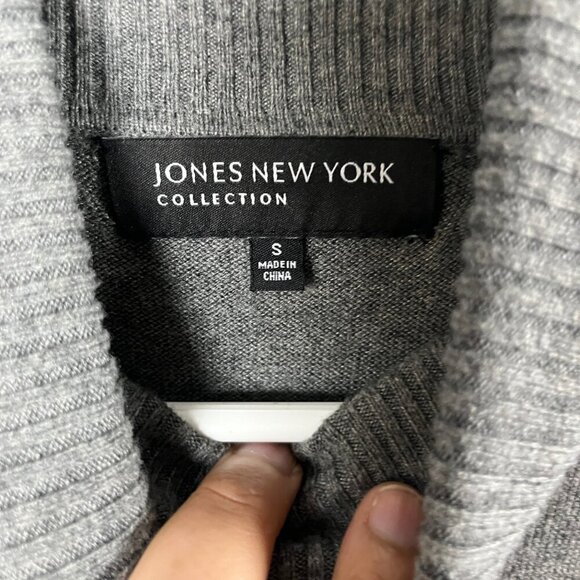 JONES NEW YORK
COLLECTION
S
MADE IN
CHINA